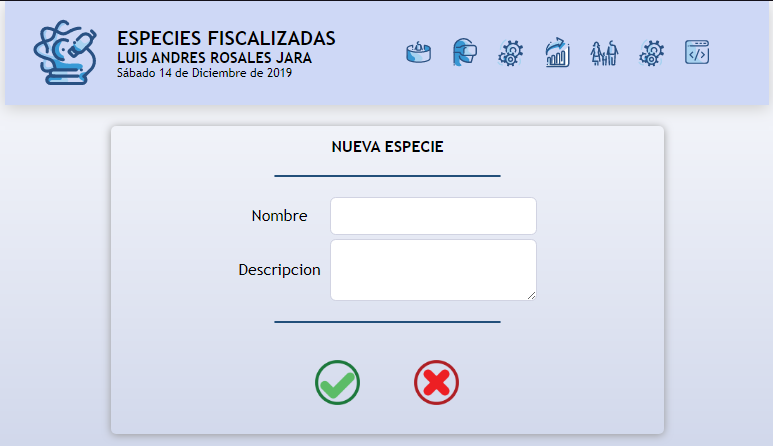 ESPECIES FISCALIZADAS
LUIS ANDRES ROSALES JARA
Sábado 14 de Diciembre de 2019
NUEVA ESPECIE
Nombre
Descripcion